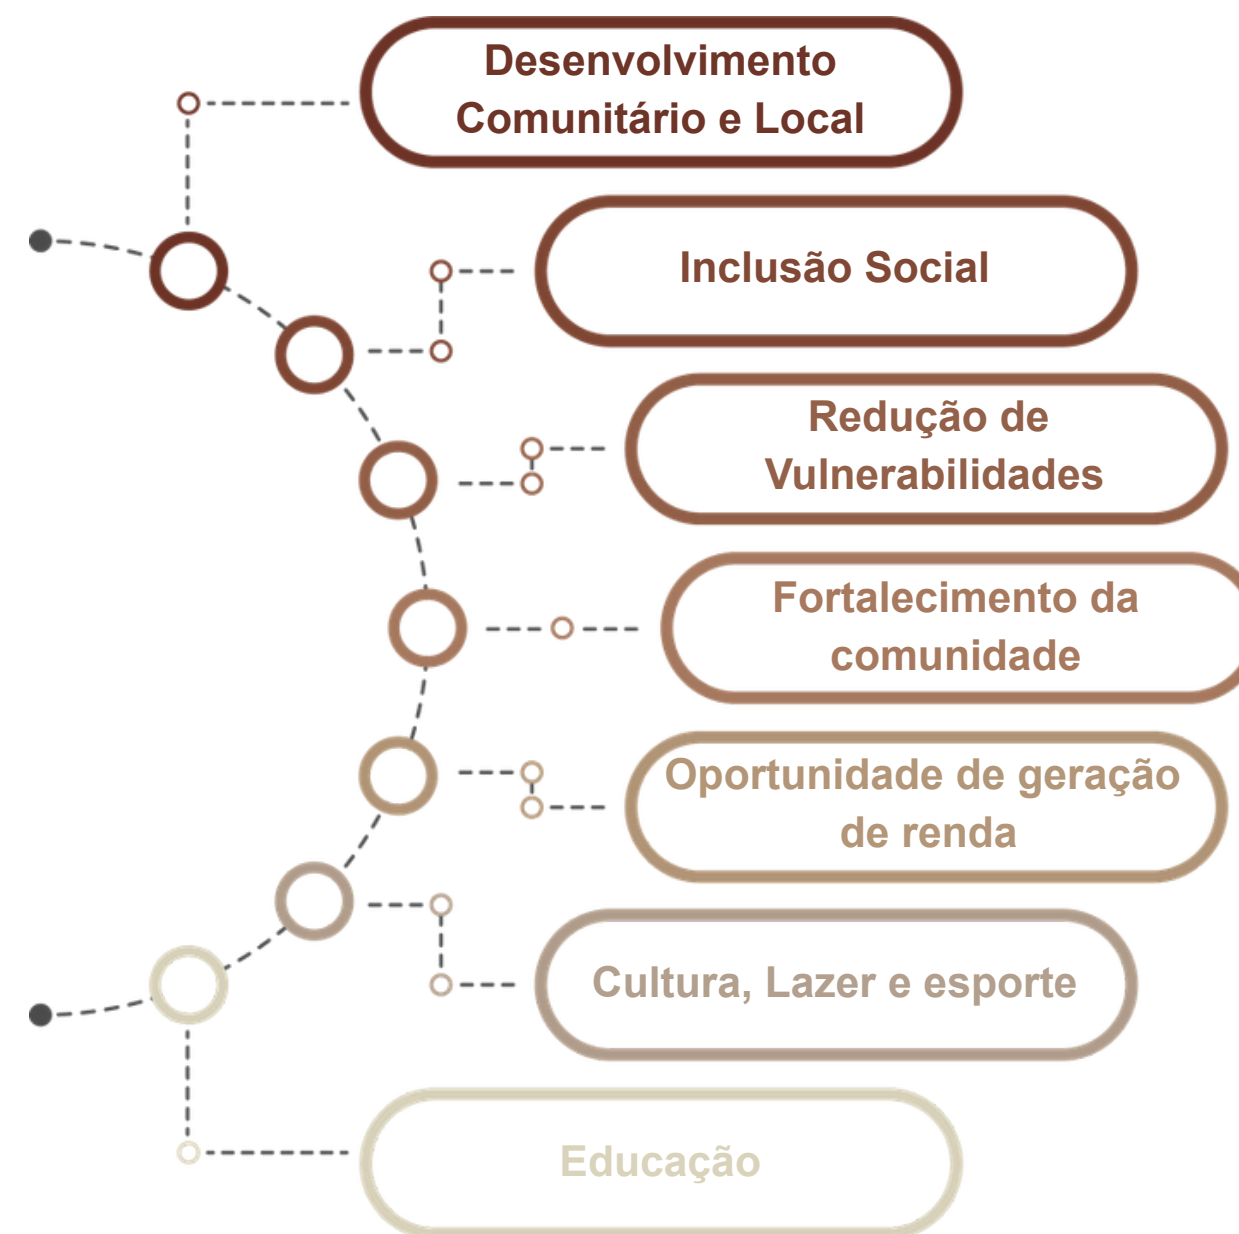 Desenvolvimento
Comunitário e Local
Inclusão Social
Redução de
Vulnerabilidades
Fortalecimento da
comunidade
Oportunidade de geração
de renda
Cultura, Lazer e esporte
Educação